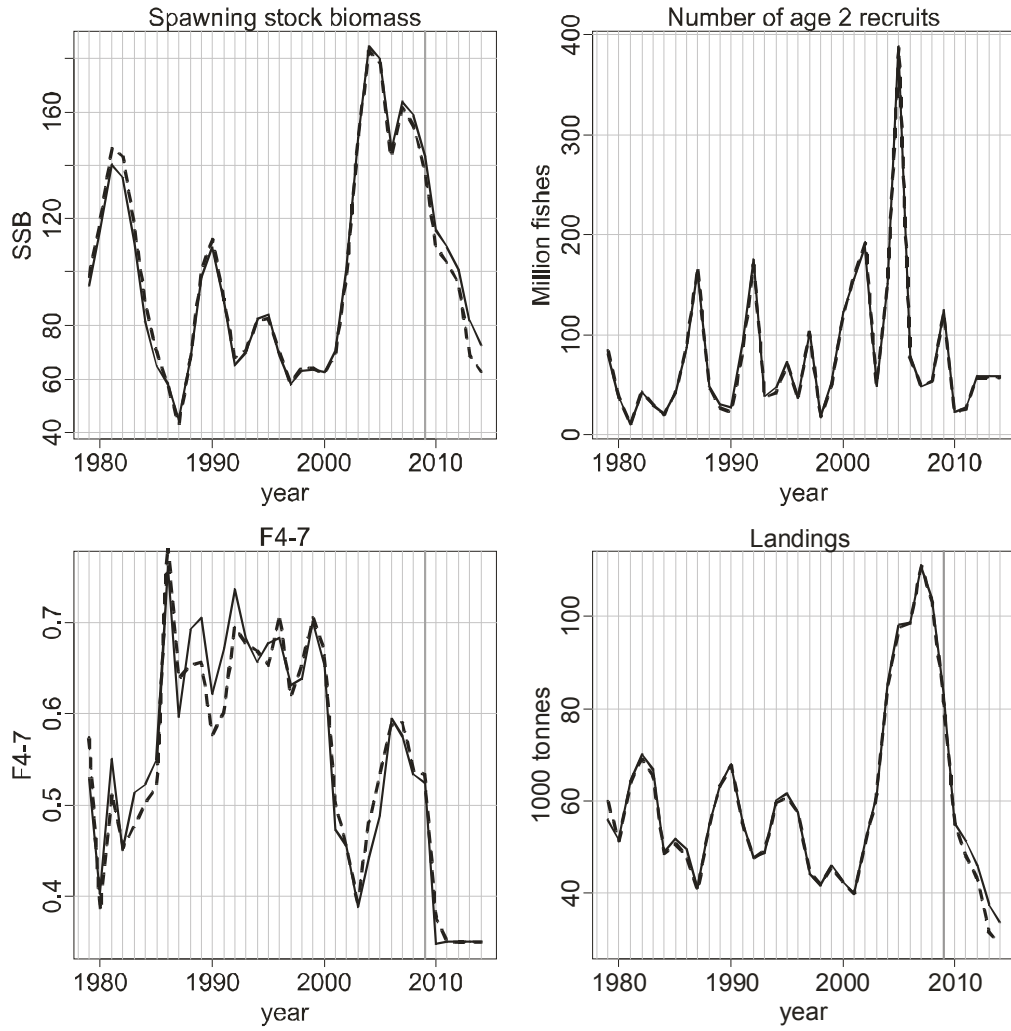 Spawning stock biomass
SSB
160
120
80
60
40
1980 1990 2000 2010
year
Number of age 2 recruits
Million fishes
400
300
200
100
0
1980 1990 2000 2010
year
F4-7
F4-7
0.7
0.6
0.5
0.4
1980 1990 2000 2010
year
Landings
1000 tonnes
100
80
60
40
1980 1990 2000 2010
year